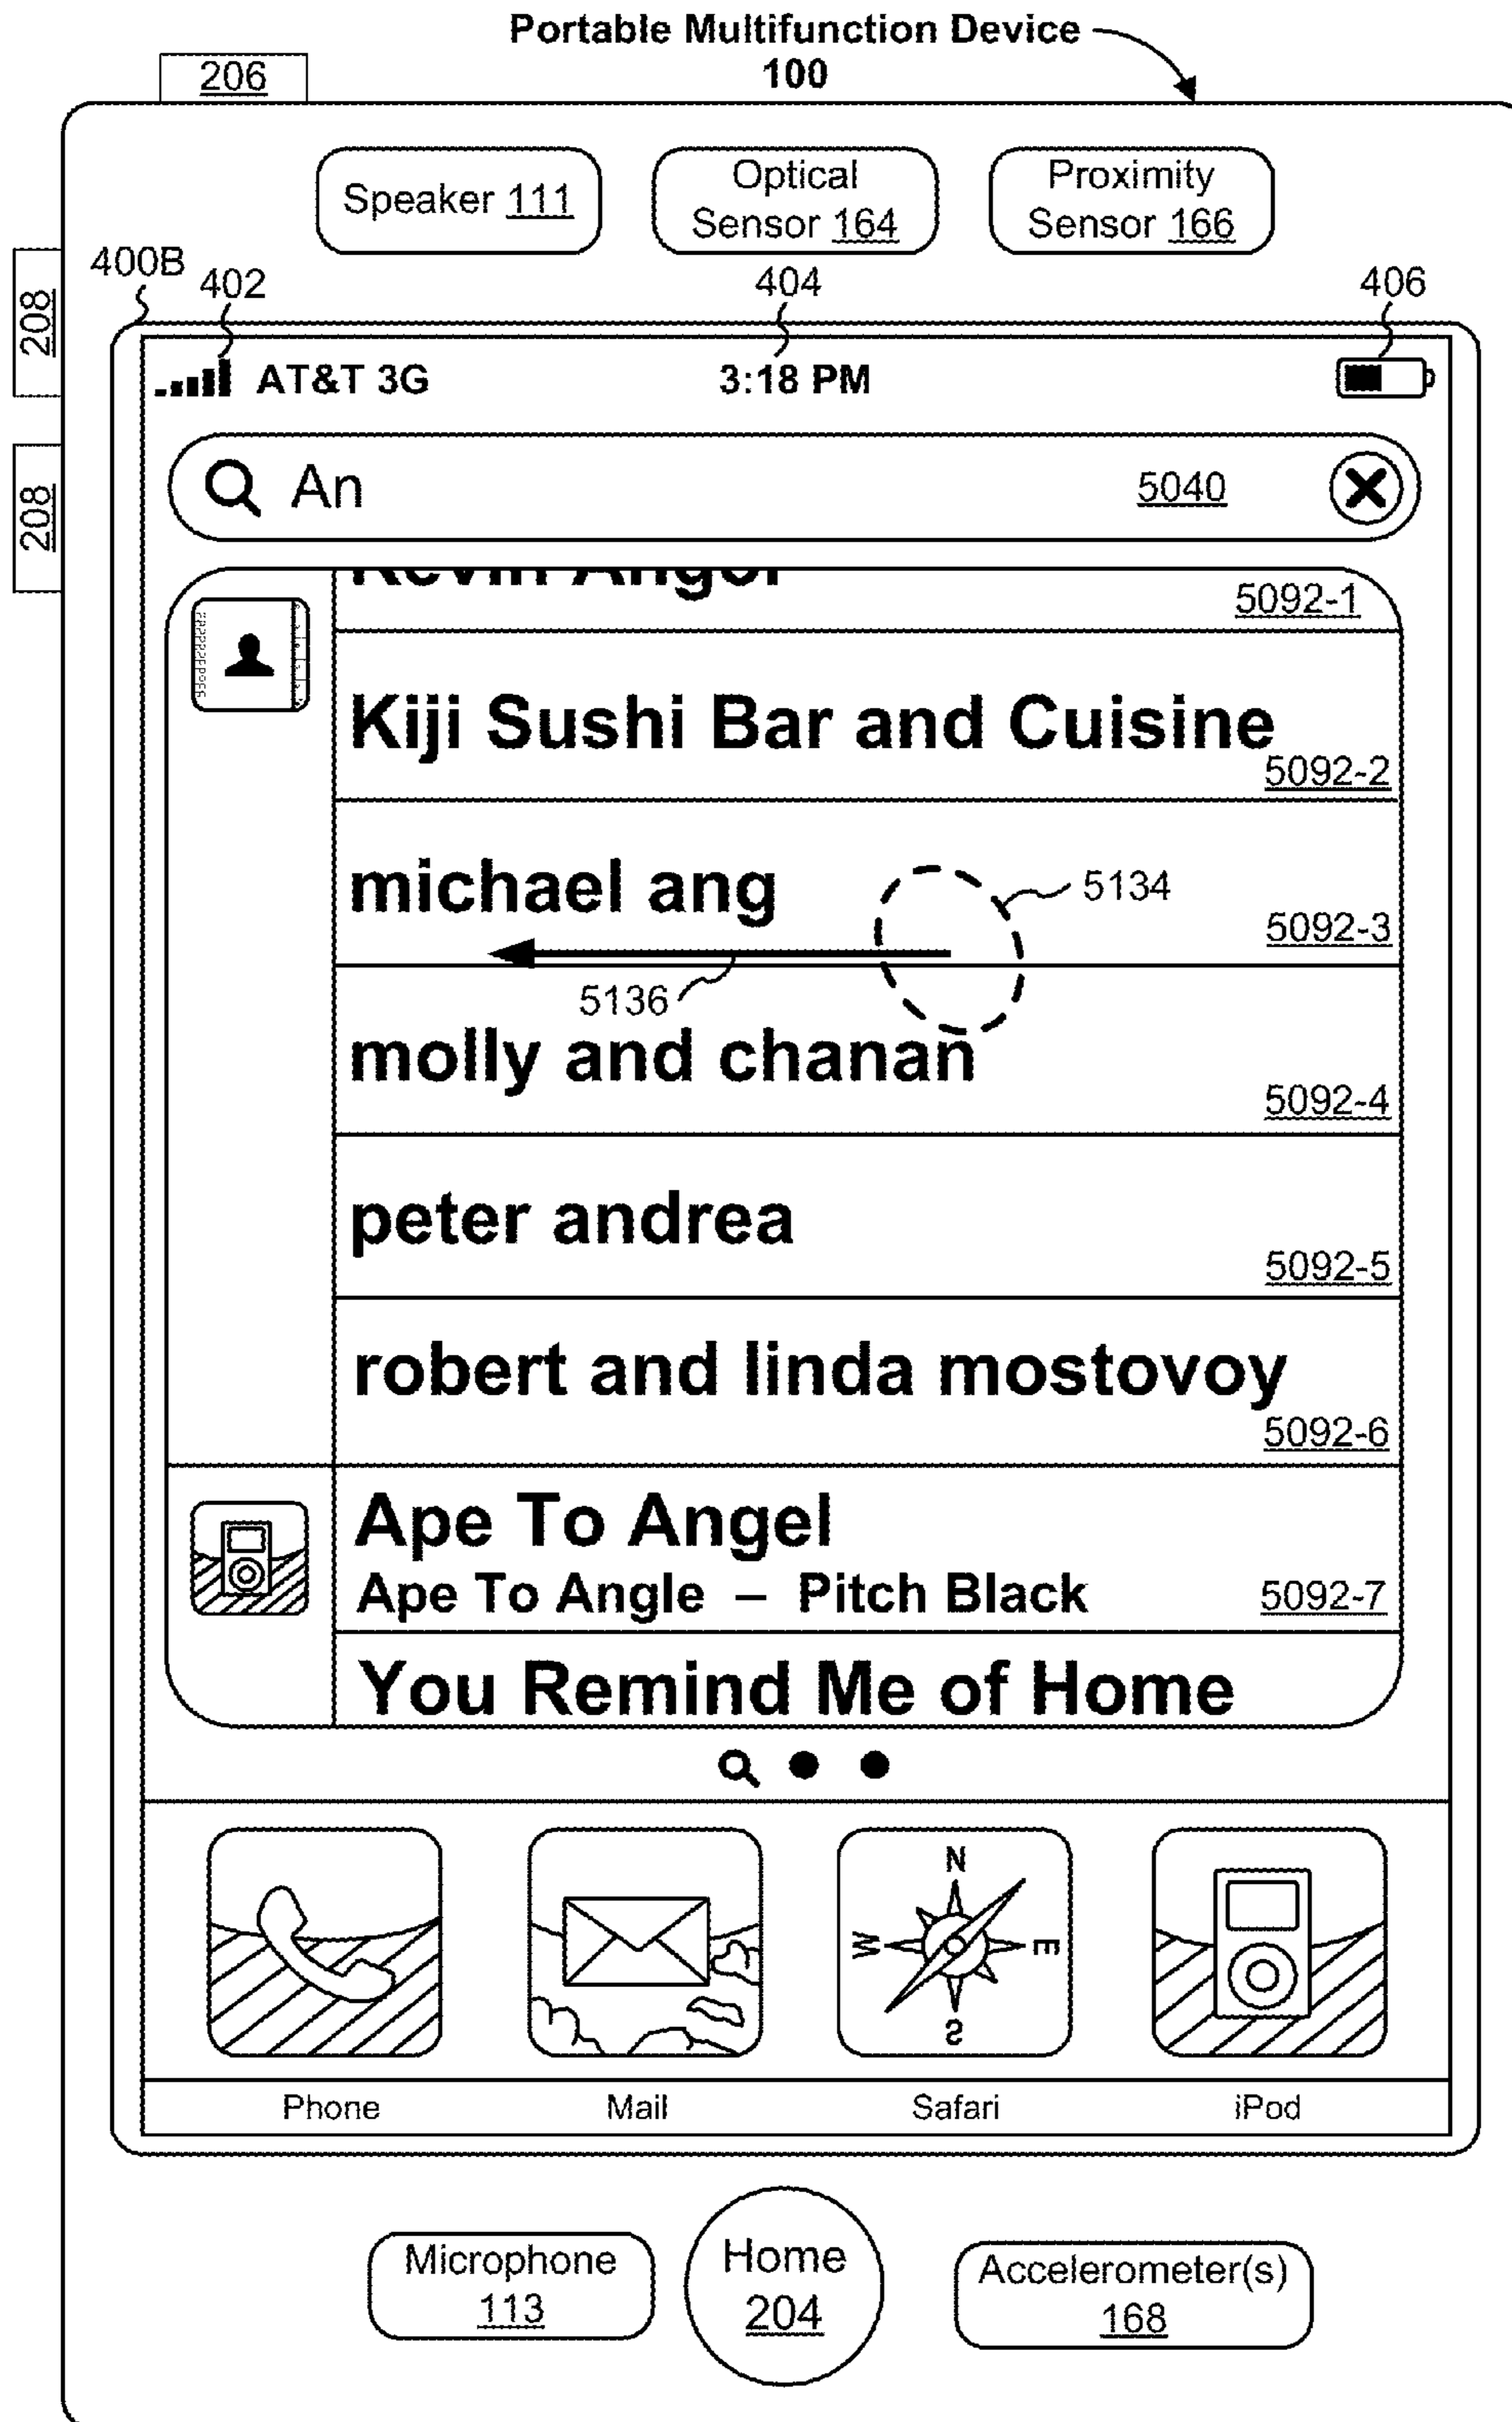 Portable Multifunction Device
100
206
Speaker 111
Optical
Sensor 164
Proximity
Sensor 166
208
208
400B
402
404
406
AT&T 3G
3:18 PM
An
5040
5092-1
Kiji Sushi Bar and Cuisine
5092-2
michael ang
5134
5092-3
5136
molly and chanan
5092-4
peter andrea
5092-5
robert and linda mostovoy
5092-6
Ape To Angel
Ape To Angle – Pitch Black
5092-7
You Remind Me of Home
N
W
E
S
Phone
Mail
Safari
iPod
Microphone
113
Home
204
Accelerometer(s)
168